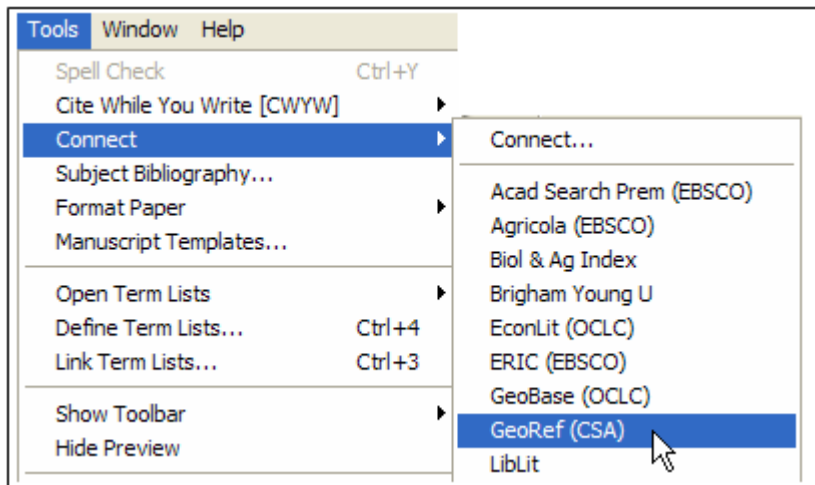 Tools Window Help
Spell Check Ctrl+Y
Cite While You Write [CWYW]
Connect
Subject Bibliography...
Format Paper
Manuscript Templates...
Open Term Lists
Define Term Lists... Ctrl+4
Link Term Lists... Ctrl+3
Show Toolbar
Hide Preview
Connect...
Acad Search Prem (EBSCO)
Agricola (EBSCO)
Biol & Ag Index
Brigham Young U
EconLit (OCLC)
ERIC (EBSCO)
GeoBase (OCLC)
GeoRef (CSA)
LibLit